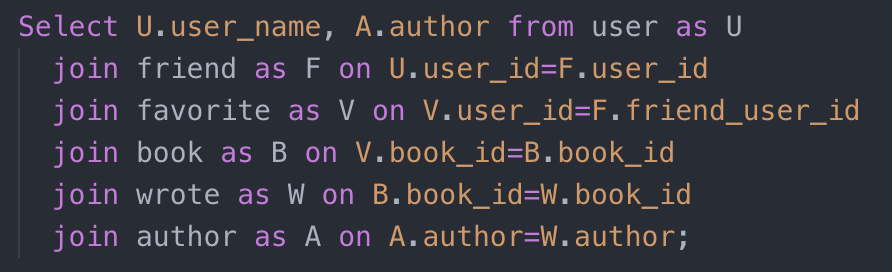 Select U.user_name, A.author from user as U
join friend as F on U.user_id=F.user_id
join favorite as V on V.user_id=F.friend_user_id
join book as B on V.book_id=B.book_id
join wrote as W on B.book_id=W.book_id
join author as A on A.author=W.author;